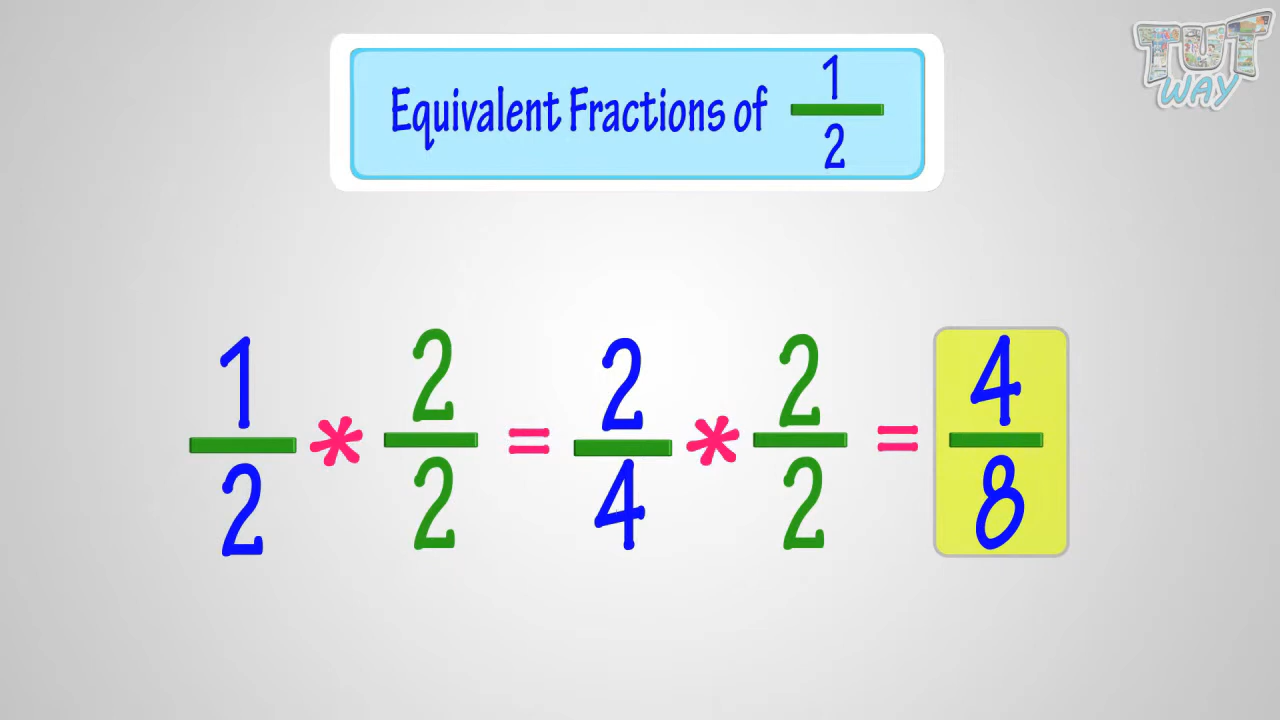 TUT
WAY
Equivalent Fractions of 1/2
1/2 * 2/2 = 2/4 * 2/2 = 4/8